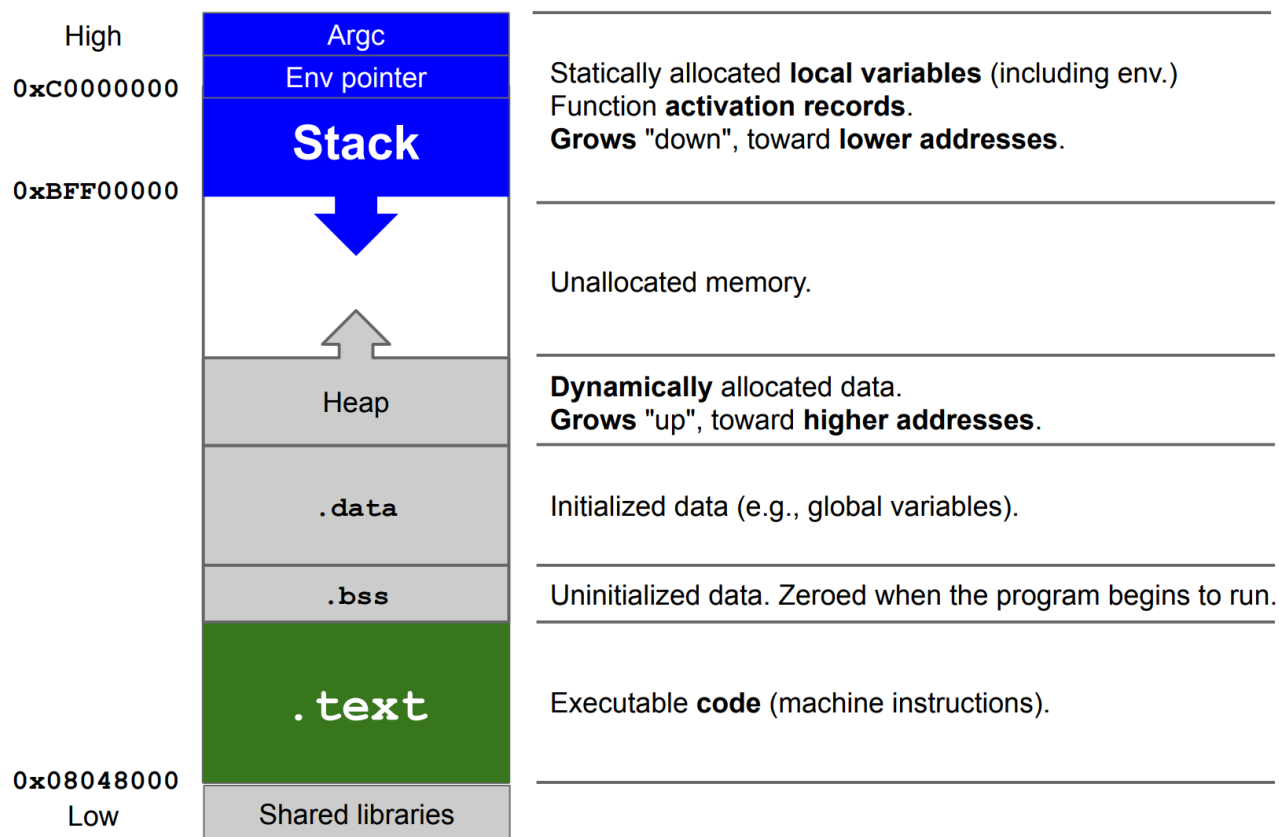 High
Argc
0xC0000000
Env pointer
Statically allocated local variables (including env.)
Function activation records.
Grows "down", toward lower addresses.
Stack
0xBFF00000
Unallocated memory.
Heap
Dynamically allocated data.
Grows "up", toward higher addresses.
.data
Initialized data (e.g., global variables).
.bss
Uninitialized data. Zeroed when the program begins to run.
.text
Executable code (machine instructions).
0x08048000
Low
Shared libraries